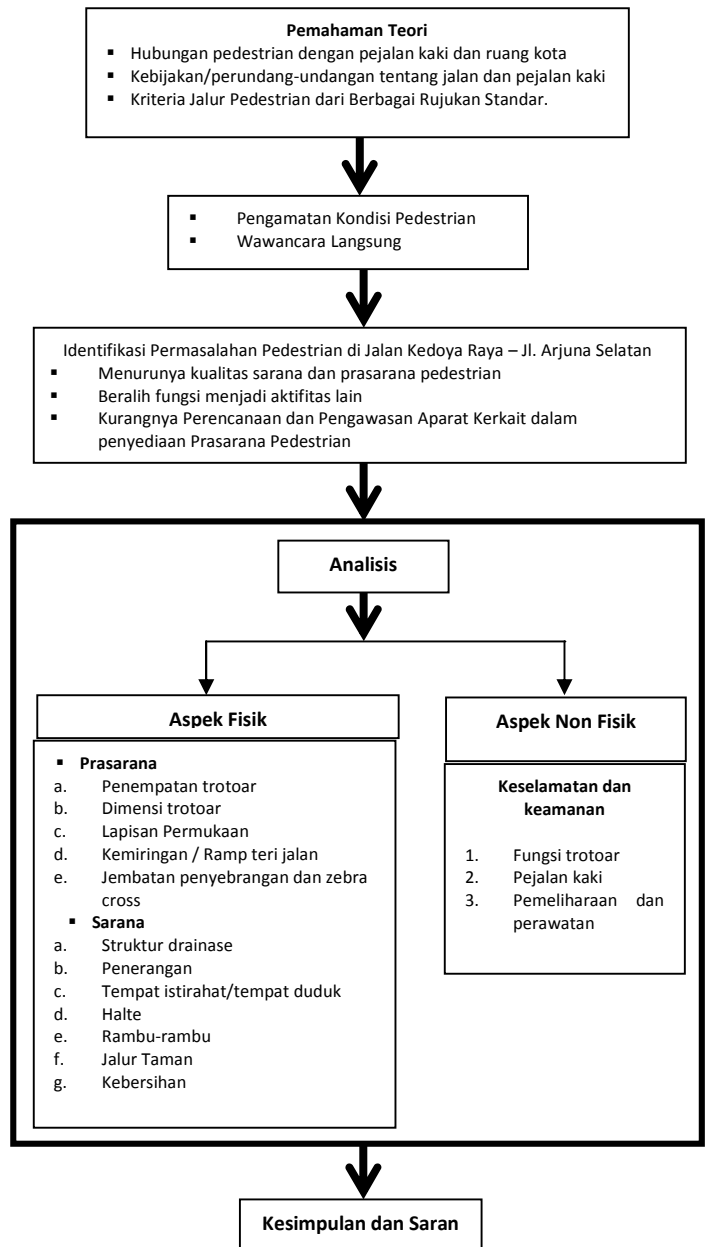 Pemahaman Teori
▪ Hubungan pedestrian dengan pejalan kaki dan ruang kota
▪ Kebijakan/perundang-undangan tentang jalan dan pejalan kaki
▪ Kriteria Jalur Pedestrian dari Berbagai Rujukan Standar.
▪ Pengamatan Kondisi Pedestrian
▪ Wawancara Langsung
Identifikasi Permasalahan Pedestrian di Jalan Kedoya Raya – Jl. Arjuna Selatan
▪ Menurunya kualitas sarana dan prasarana pedestrian
▪ Beralih fungsi menjadi aktifitas lain
▪ Kurangnya Perencanaan dan Pengawasan Aparat Kerkait dalam
penyediaan Prasarana Pedestrian
Analisis
Aspek Fisik
▪ Prasarana
a. Penempatan trotoar
b. Dimensi trotoar
c. Lapisan Permukaan
d. Kemiringan / Ramp teri jalan
e. Jembatan penyebrangan dan zebra
cross
▪ Sarana
a. Struktur drainase
b. Penerangan
c. Tempat istirahat/tempat duduk
d. Halte
e. Rambu-rambu
f. Jalur Taman
g. Kebersihan
Aspek Non Fisik
Keselamatan dan
keamanan
1. Fungsi trotoar
2. Pejalan kaki
3. Pemeliharaan dan
perawatan
Kesimpulan dan Saran